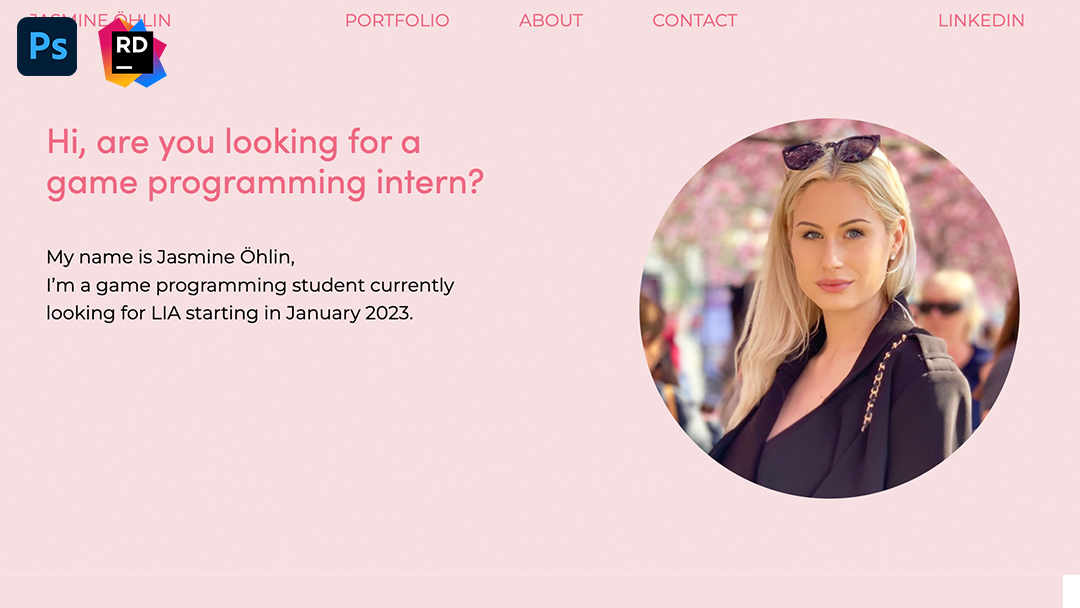 JASMINE ÖHLIN
PORTFOLIO
ABOUT
CONTACT
LINKEDIN
Ps
RD
Hi, are you looking for a
game programming intern?
My name is Jasmine Öhlin,
I’m a game programming student currently
looking for LIA starting in January 2023.